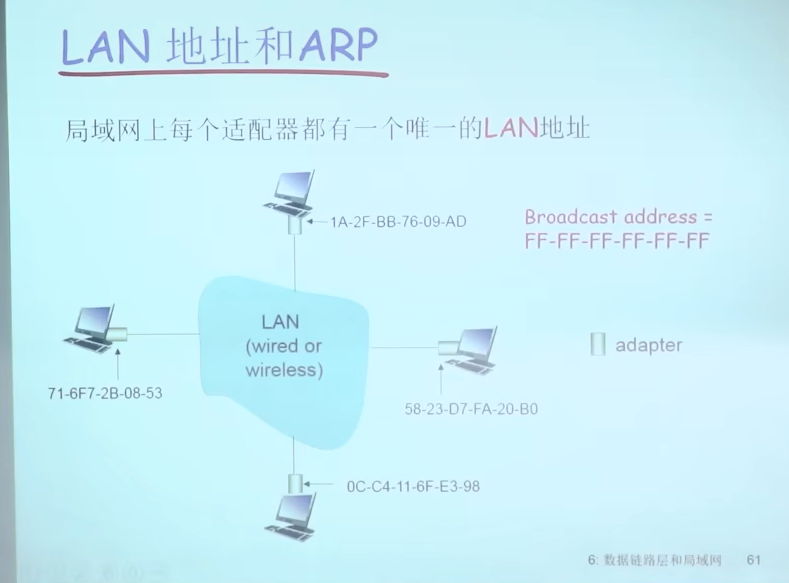 LAN 地址和ARP
局域网上每个适配器都有一个唯一的LAN地址
1A-2F-BB-76-09-AD
Broadcast address =
FF-FF-FF-FF-FF-FF
LAN
(wired or
wireless)
adapter
71-6F7-2B-08-53
58-23-D7-FA-20-B0
0C-C4-11-6F-E3-98
6: 数据链路层和局域网
61